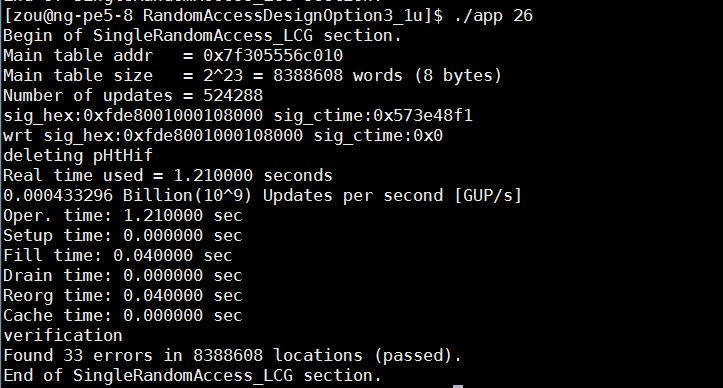 [zou@ng-pe5-8 RandomAccessDesignOption3_1u]$ ./app 26
Begin of SingleRandomAccess_LCG section.
Main table addr   = 0x7f305556c010
Main table size   = 2^23 = 8388608 words (8 bytes)
Number of updates = 524288
sig_hex:0xfde8001000108000 sig_ctime:0x573e48f1
wrt sig_hex:0xfde8001000108000 sig_ctime:0x0
deleting pHtHif
Real time used = 1.210000 seconds
0.000433296 Billion(10^9) Updates per second [GUP/s]
Oper. time: 1.210000 sec
Setup time: 0.000000 sec
Fill time: 0.040000 sec
Drain time: 0.000000 sec
Reorg time: 0.040000 sec
Cache time: 0.000000 sec
verification
Found 33 errors in 8388608 locations (passed).
End of SingleRandomAccess_LCG section.